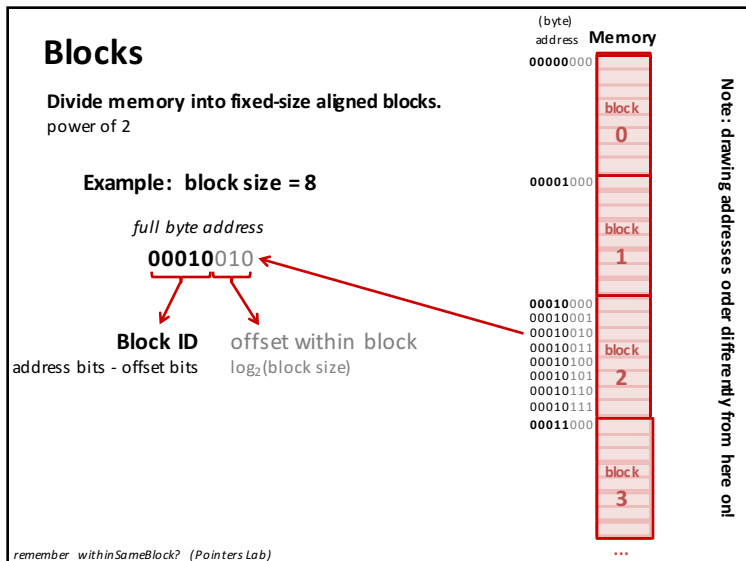 Blocks
Divide memory into fixed-size aligned blocks.
power of 2
Example: block size = 8
full byte address
00010010
Block ID
address bits - offset bits
offset within block
log₂(block size)
remember withinSameBlock? (Pointers Lab)
(byte)
address
Memory
00000000
block
0
00001000
block
1
00010000
00010001
00010010
00010011
00010100
00010101
00010110
00010111
block
2
00011000
block
3
...
Note: drawing addresses order differently from here on!